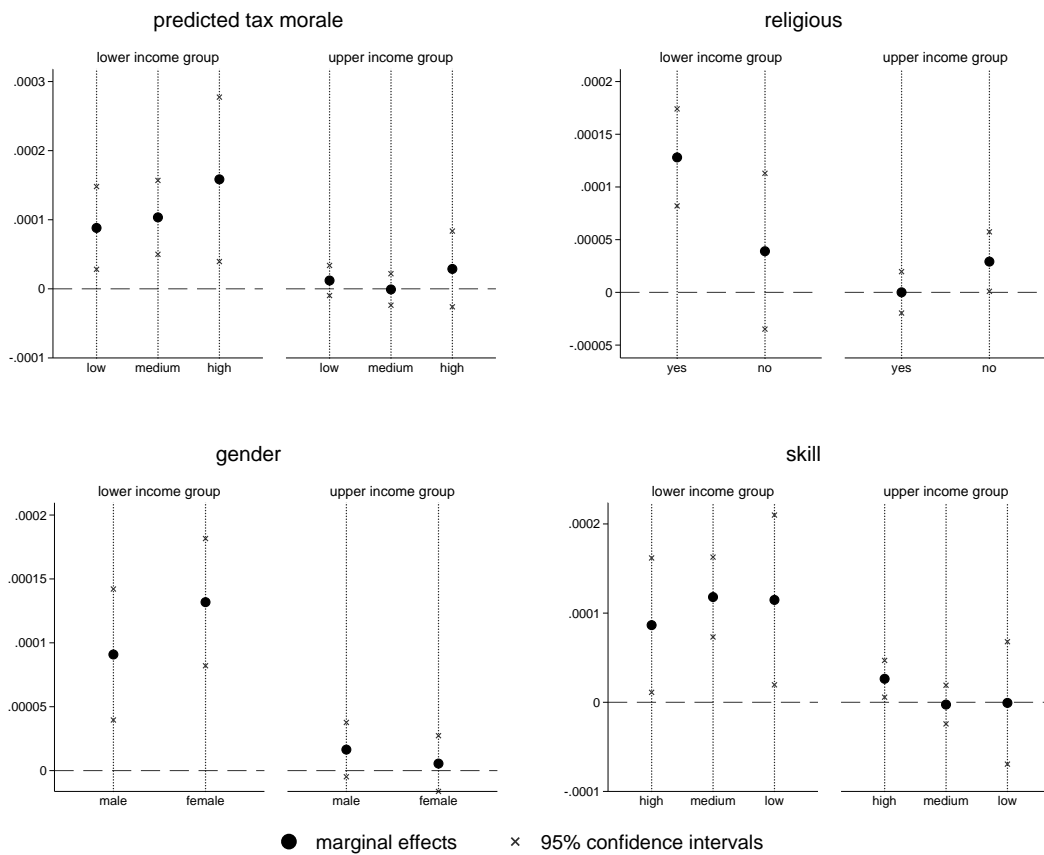 predicted tax morale
lower income group upper income group
.0003
.0002
.0001
0
-.0001
low medium high low medium high
religious
lower income group upper income group
.0002
.00015
.0001
.00005
0
-.00005
yes no yes no
gender
lower income group upper income group
.0002
.00015
.0001
.00005
0
male female male female
skill
lower income group upper income group
.0002
.0001
0
-.0001
high medium low high medium low
marginal effects × 95% confidence intervals